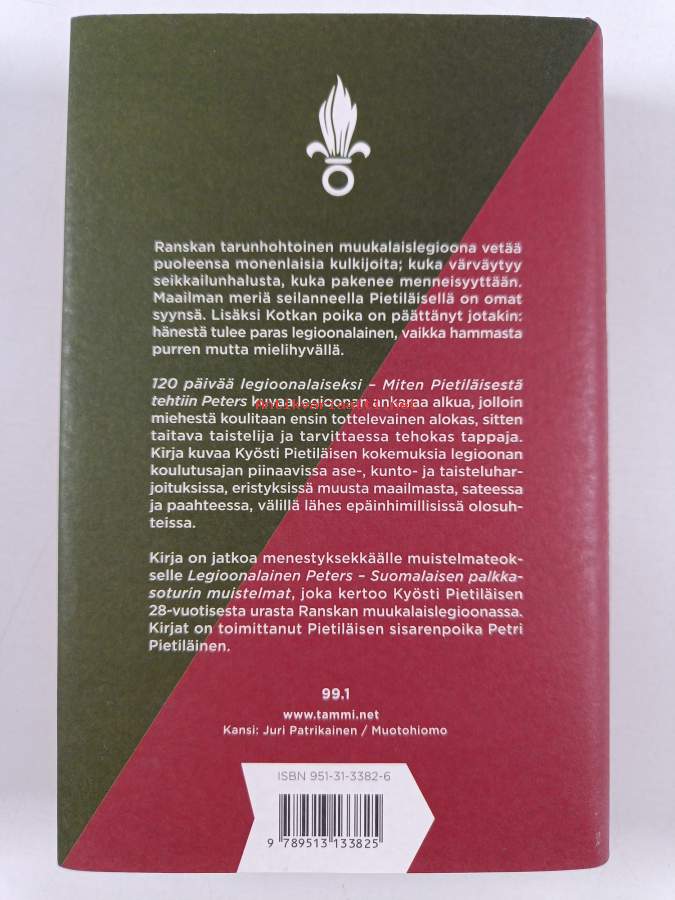 Ranskan tarunhohtoinen muukalaislegioona vetää
puoleensa monenlaisia kulkijoita; kuka värväytyy
seikkailunhalusta, kuka pakenee menneisyyttään.
Maailman meriä seilanneella Pietiläisellä on omat
syynsä. Lisäksi Kotkan poika on päättänyt jotakin:
hänestä tulee paras legioonalainen, vaikka hammasta
purren mutta mielihyvällä.
120 päivää legioonalaiseksi – Miten Pietiläisestä
tehtiin Peters kuvaa legioonan ankaraa alkua, jolloin
miehestä koulitaan ensin tottelevainen alokas, sitten
taitava taistelija ja tarvittaessa tehokas tappaja.
Kirja kuvaa Kyösti Pietiläisen kokemuksia legioonan
koulutusajan piinaavissa ase-, kunto- ja taisteluhar-
joituksissa, eristyksissä muusta maailmasta, sateessa
ja paahteessa, välillä lähes epäinhimillisissä olosuh-
teissa.
Kirja on jatkoa menestyksekkäälle muistelmateok-
selle Legioonalainen Peters – Suomalaisen palkka-
soturin muistelmat, joka kertoo Kyösti Pietiläisen
28-vuotisesta urasta Ranskan muukalaislegioonassa.
Kirjat on toimittanut Pietiläisen sisarenpoika Petri
Pietiläinen.
99.1
www.tammi.net
Kansi: Juri Patrikainen / Muotohiomo
ISBN 951-31-3382-6
9 789513 133825